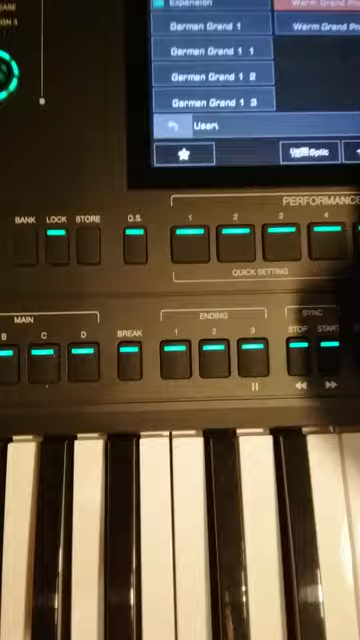 Expansion
Warm Grand
German Grand 1
Warm Grand
German Grand 1 1
German Grand 1 2
German Grand 1 3
User
BANK LOCK STORE Q.S. 1 2 3 4
PERFORMANCE
QUICK SETTING
MAIN
B C D BREAK
ENDING
1 2 3
SYNC
STOP START